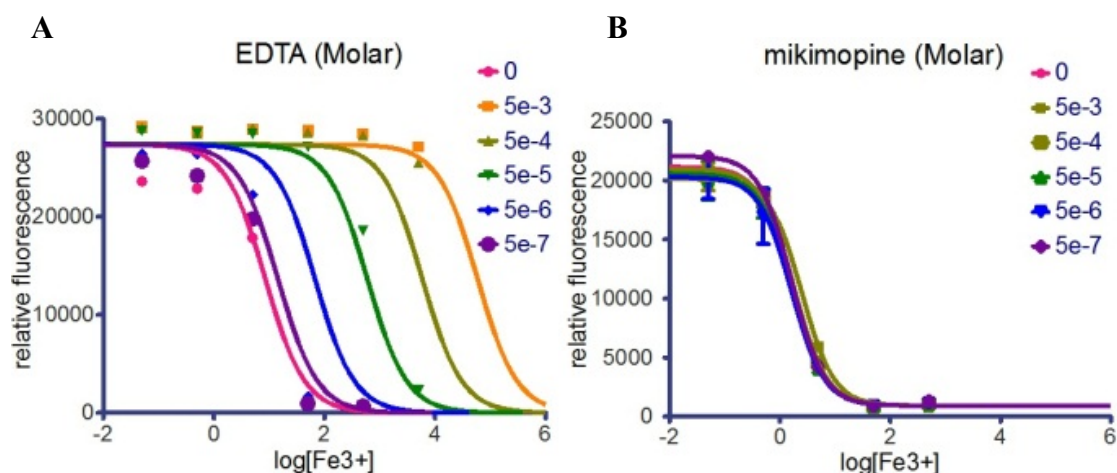 A
EDTA (Molar)
0
5e-3
5e-4
5e-5
5e-6
5e-7
30000
20000
10000
0
relative fluorescence
-2 0 2 4 6
log[Fe3+]
B
mikimopine (Molar)
0
5e-3
5e-4
5e-5
5e-6
5e-7
25000
20000
15000
10000
5000
0
relative fluorescence
-2 0 2 4 6
log[Fe3+]